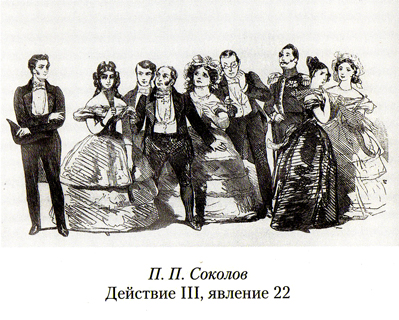 П. П. Соколов
Действие III, явление 22